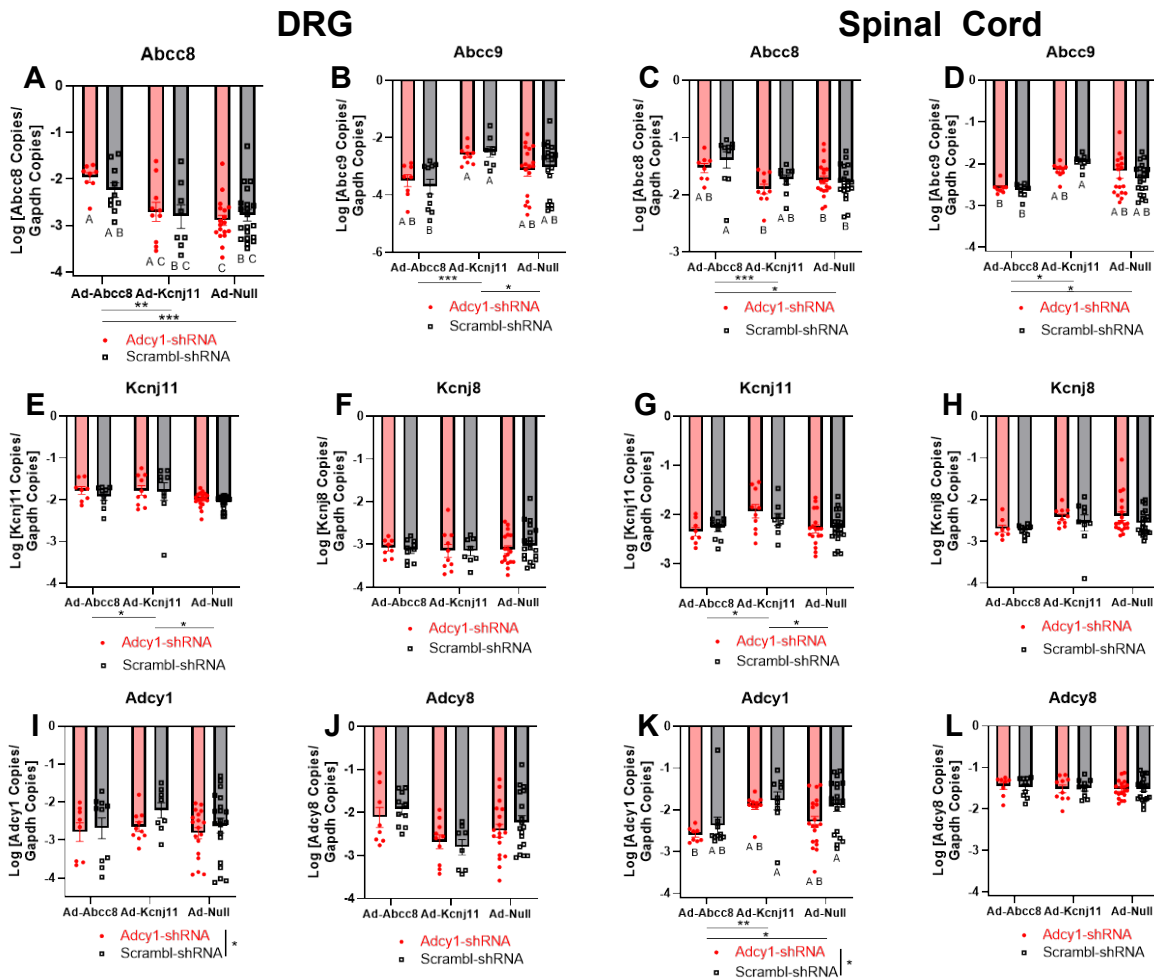 DRG
Spinal Cord
A
Abcc8
Log [Abcc8 Copies/
Gapdh Copies]
0
-1
-2
-3
-4
A
A B
A C
B C
C
B C
Ad-Abcc8 Ad-Kcnj11 Ad-Null
**
***
Adcy1-shRNA
Scrambl-shRNA
B
Abcc9
Log [Abcc9 Copies/
Gapdh Copies]
0
-2
-4
-6
A B
B
A
A
A B
A B
Ad-Abcc8 Ad-Kcnj11 Ad-Null
***
*
Adcy1-shRNA
Scrambl-shRNA
C
Abcc8
Log [Abcc8 Copies/
Gapdh Copies]
0
-1
-2
-3
A B
A
B
A B
B
B
Ad-Abcc8 Ad-Kcnj11 Ad-Null
***
*
Adcy1-shRNA
Scrambl-shRNA
D
Abcc9
Log [Abcc9 Copies/
Gapdh Copies]
0
-1
-2
-3
-4
B
B
A B
A
A B
A B
Ad-Abcc8 Ad-Kcnj11 Ad-Null
*
*
Adcy1-shRNA
Scrambl-shRNA
E
Kcnj11
Log [Kcnj11 Copies/
Gapdh Copies]
0
-1
-2
-3
-4
Ad-Abcc8 Ad-Kcnj11 Ad-Null
*
*
Adcy1-shRNA
Scrambl-shRNA
F
Kcnj8
Log [Kcnj8 Copies/
Gapdh Copies]
0
-1
-2
-3
-4
Ad-Abcc8 Ad-Kcnj11 Ad-Null
Adcy1-shRNA
Scrambl-shRNA
G
Kcnj11
Log [Kcnj11 Copies/
Gapdh Copies]
0
-1
-2
-3
Ad-Abcc8 Ad-Kcnj11 Ad-Null
*
*
Adcy1-shRNA
Scrambl-shRNA
H
Kcnj8
Log [Kcnj8 Copies/
Gapdh Copies]
0
-1
-2
-3
-4
Ad-Abcc8 Ad-Kcnj11 Ad-Null
Adcy1-shRNA
Scrambl-shRNA
I
Adcy1
Log [Adcy1 Copies/
Gapdh Copies]
0
-1
-2
-3
-4
Ad-Abcc8 Ad-Kcnj11 Ad-Null
Adcy1-shRNA
Scrambl-shRNA
*
J
Adcy8
Log [Adcy8 Copies/
Gapdh Copies]
0
-1
-2
-3
-4
Ad-Abcc8 Ad-Kcnj11 Ad-Null
Adcy1-shRNA
Scrambl-shRNA
K
Adcy1
Log [Adcy1 Copies/
Gapdh Copies]
0
-1
-2
-3
-4
B
A B
A B
A
A B
A
Ad-Abcc8 Ad-Kcnj11 Ad-Null
**
*
Adcy1-shRNA
Scrambl-shRNA
*
L
Adcy8
Log [Adcy8 Copies/
Gapdh Copies]
0
-1
-2
-3
-4
Ad-Abcc8 Ad-Kcnj11 Ad-Null
Adcy1-shRNA
Scrambl-shRNA